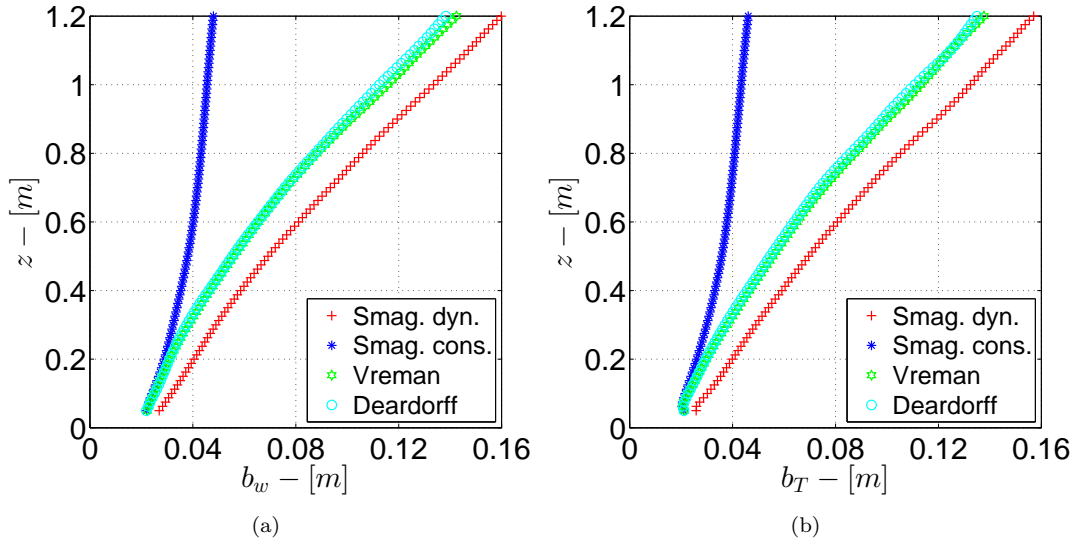 1.2
1
0.8
0.6
0.4
0.2
0
z − [m]
0 0.04 0.08 0.12 0.16
b_w − [m]
Smag. dyn.
Smag. cons.
Vreman
Deardorff
(a)
1.2
1
0.8
0.6
0.4
0.2
0
z − [m]
0 0.04 0.08 0.12 0.16
b_T − [m]
Smag. dyn.
Smag. cons.
Vreman
Deardorff
(b)